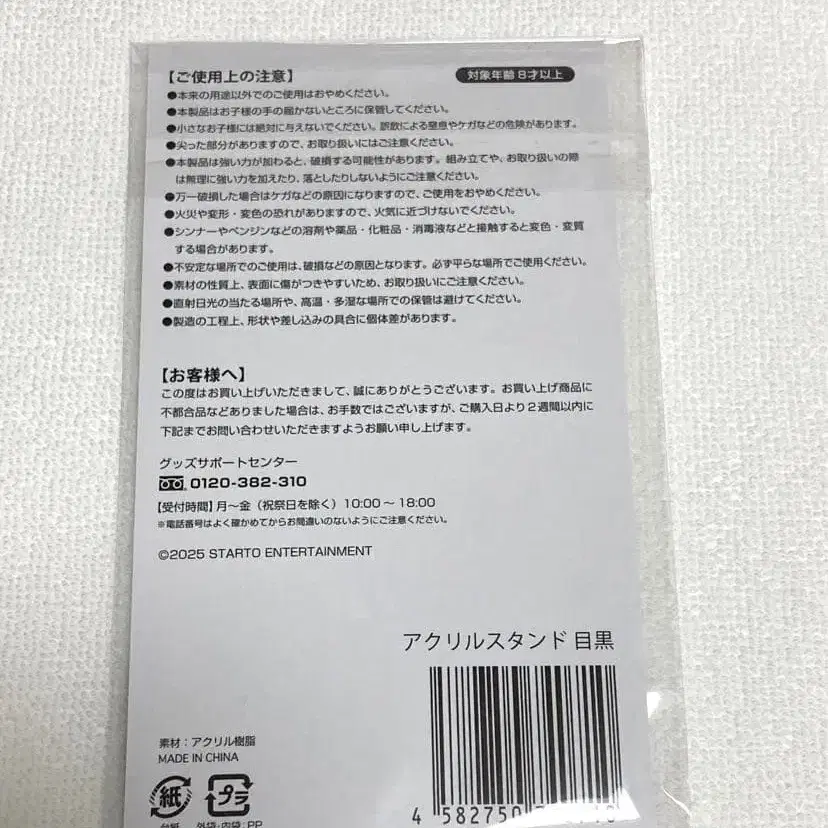 【ご使用上の注意】
対象年齢8才以上
●本来の用途以外でのご使用はおやめください。
●本製品はお子様の手の届かないところに保管してください。
●小さなお子様には絶対に与えないでください。誤飲による窒息やケガなどの危険があります。
●尖った部分がありますので、お取り扱いにはご注意ください。
●本製品は強い力が加わると、破損する可能性があります。組み立てや、お取り扱いの際
は無理に強い力を加えたり、落としたりしないようにご注意ください。
●万一破損した場合はケガなどの原因になりますので、ご使用をおやめください。
●火災や変形・変色の恐れがありますので、火気に近づけないでください。
●シンナーやベンジンなどの溶剤や薬品・化粧品・消毒液などと接触すると変色・変質
する場合があります。
●不安定な場所でのご使用は、破損などの原因となります。必ず平らな場所でご使用ください。
●素材の性質上、表面に傷がつきやすいため、お取り扱いにご注意ください。
●直射日光の当たる場所や、高温・多湿な場所での保管は避けてください。
●製造の工程上、形状や差し込みの具合に個体差があります。
【お客様へ】
この度はお買い上げいただきまして、誠にありがとうございます。お買い上げ商品に
不都合品などありました場合は、お手数ではございますが、ご購入日より2週間以内に
下記までお問い合わせいただきますようお願い申し上げます。
グッズサポートセンター
0120-382-310
【受付時間】月～金（祝祭日を除く）10:00～18:00
※電話番号はよく確かめてからお間違いのないようにご注意ください。
©2025 STARTO ENTERTAINMENT
アクリルスタンド 目黒
素材：アクリル樹脂
MADE IN CHINA
紙
プラ
4 582750
台紙 外袋・内袋：PP